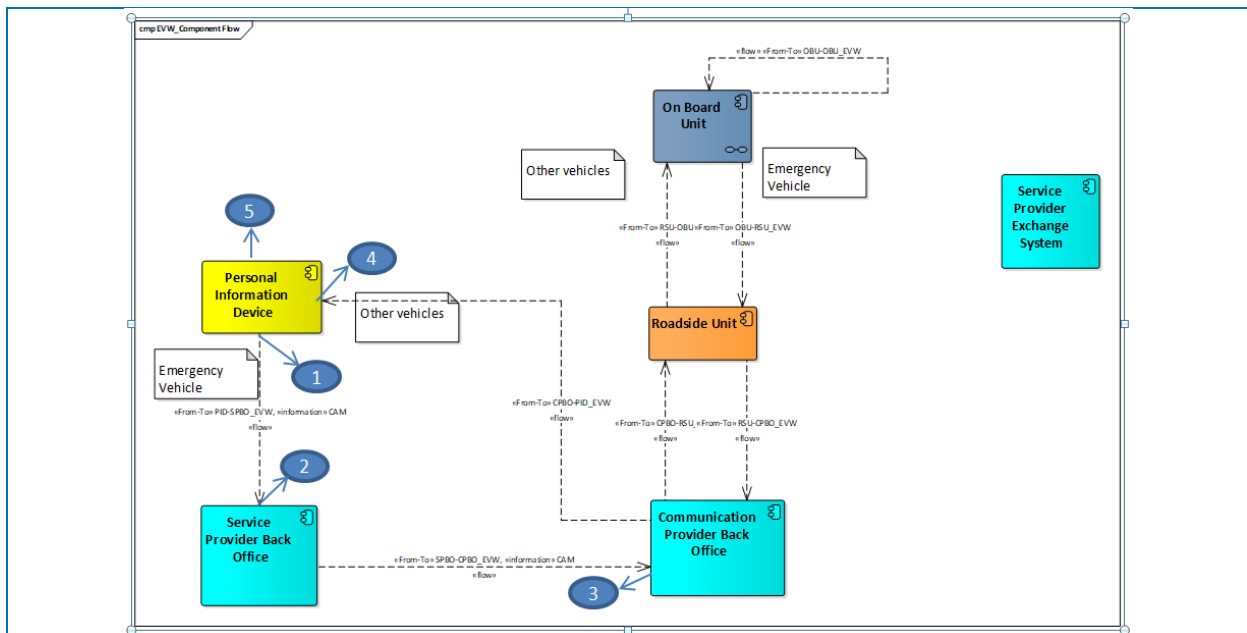 cmp EVW_Component Flow
«flow» «From-To» OBU-OBU_EVW
On Board
Unit
Other vehicles
Emergency
Vehicle
Service
Provider
Exchange
System
5
4
«From-To» RSU-OBU «From-To» OBU-RSU_EVW
«flow» «flow»
Personal
Information
Device
Other vehicles
Roadside Unit
1
Emergency
Vehicle
«From-To» CPBO-PID_EVW
«flow»
«From-To» PID-SPBO_EVW, «information» CAM
«flow»
«From-To» CPBO-RSU_ «From-To» RSU-CPBO_EVW
«flow» «flow»
2
Service
Provider Back
Office
Communication
Provider Back
Office
«From-To» SPBO-CPBO_EVW, «information» CAM
«flow»
3